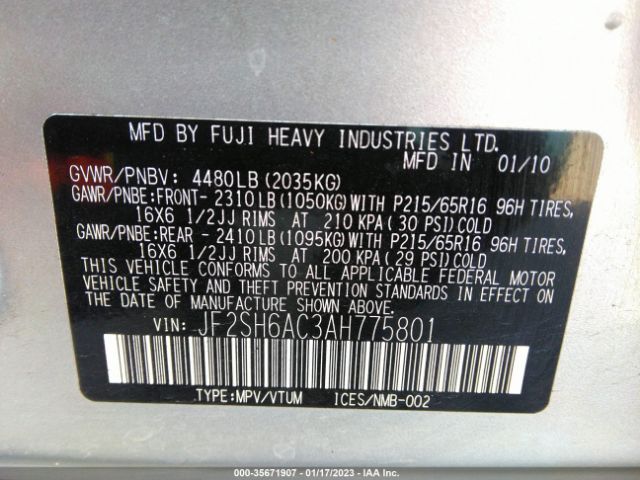 MFD BY FUJI HEAVY INDUSTRIES LTD.
MFD IN 01/10
GVWR/PNBV: 4480LB (2035KG)
GAWR/PNBE:FRONT- 2310 LB (1050KG) WITH P215/65R16 96H TIRES,
16X6 1/2JJ RIMS AT 210 KPA ( 30 PSI) COLD
GAWR/PNBE:REAR - 2410 LB (1095KG) WITH P215/65R16 96H TIRES,
16X6 1/2JJ RIMS AT 200 KPA ( 29 PSI) COLD
THIS VEHICLE CONFORMS TO ALL APPLICABLE FEDERAL MOTOR
VEHICLE SAFETY AND THEFT PREVENTION STANDARDS IN EFFECT ON
THE DATE OF MANUFACTURE SHOWN ABOVE.
VIN: JF2SH6AC3AH775801
TYPE:MPV/VTUM ICES/NMB-002
000-35671907 - 01/17/2023 - IAA Inc.